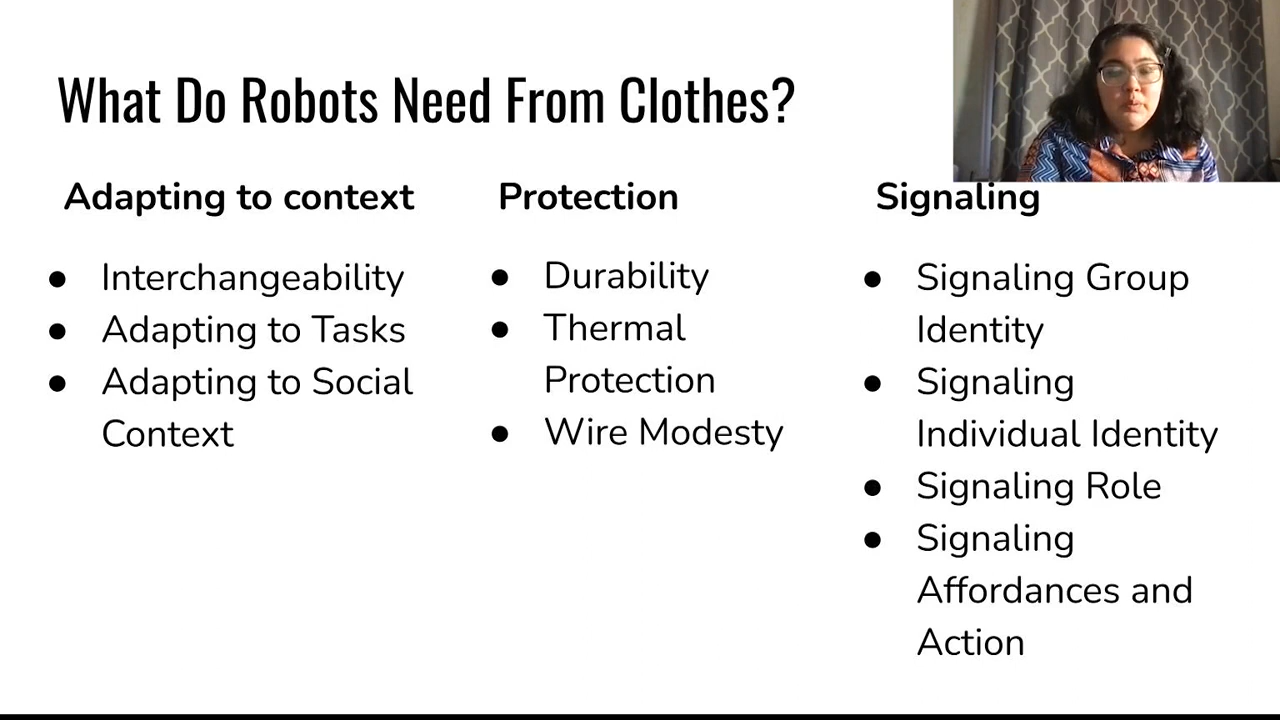 What Do Robots Need From Clothes?
Adapting to context
● Interchangeability
● Adapting to Tasks
● Adapting to Social
Context
Protection
● Durability
● Thermal
Protection
● Wire Modesty
Signaling
● Signaling Group
Identity
● Signaling
Individual Identity
● Signaling Role
● Signaling
Affordances and
Action